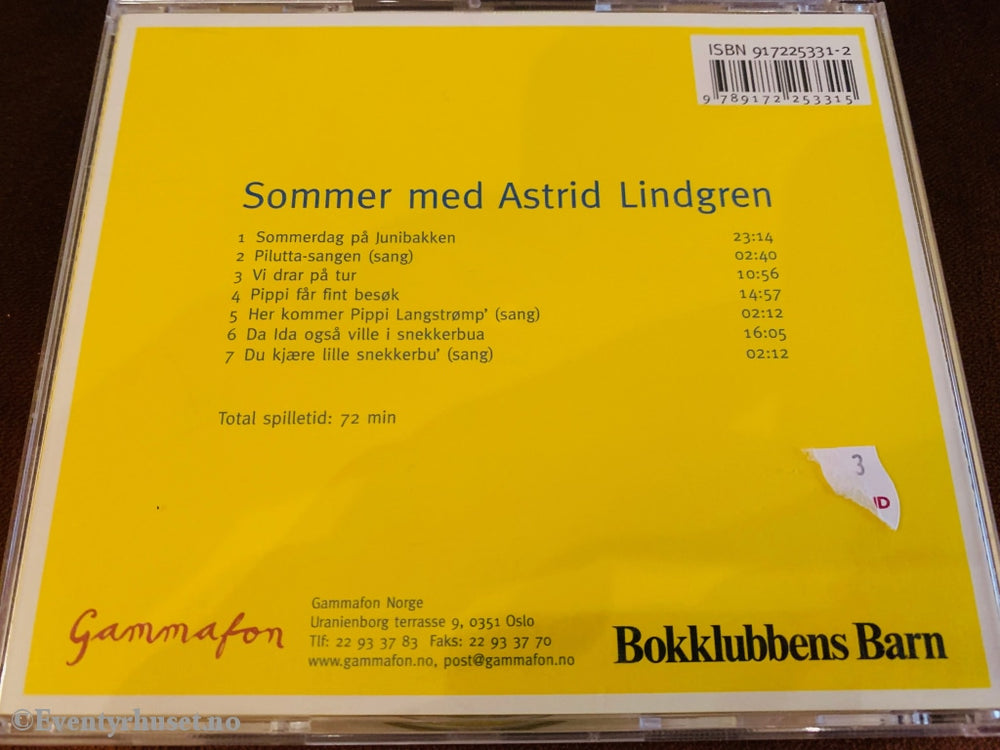 ISBN 917225331-2
9 789172 253315
Sommer med Astrid Lindgren
1 Sommerdag på Junibakken 23:14
2 Pilutta-sangen (sang) 02:40
3 Vi drar på tur 10:56
4 Pippi får fint besøk 14:57
5 Her kommer Pippi Langstrømp' (sang) 02:12
6 Da Ida også ville i snekkerbua 16:05
7 Du kjære lille snekkerbu' (sang) 02:12
Total spilletid: 72 min
3
ID
Gammafon
Gammafon Norge
Uranienborg terrasse 9, 0351 Oslo
Tlf: 22 93 37 83 Faks: 22 93 37 70
www.gammafon.no, post@gammafon.no
Bokklubbens Barn
©Eventyrhuset.no